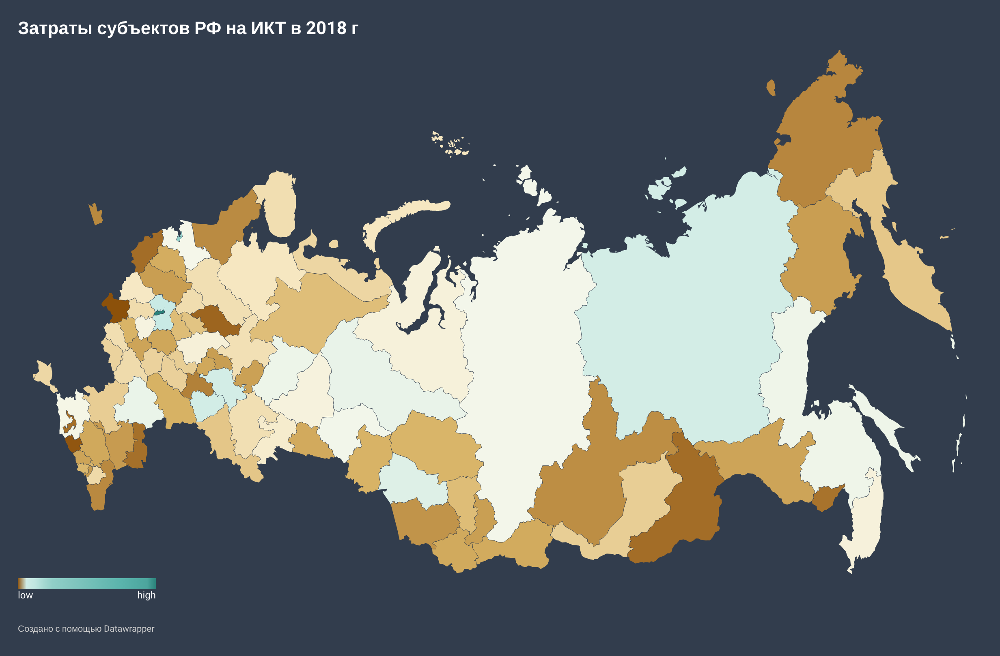 Затраты субъектов РФ на ИКТ в 2018 г
low high
Создано с помощью Datawrapper